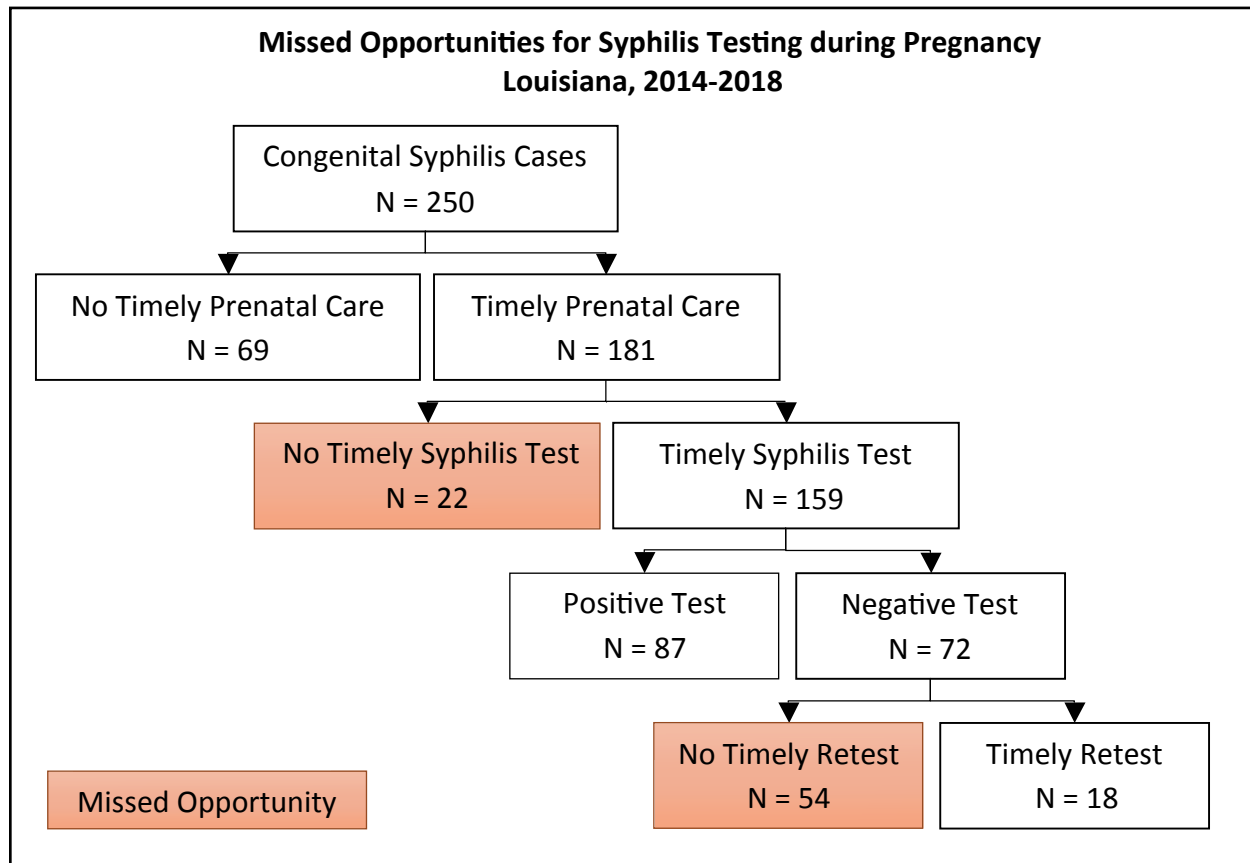 Missed Opportunities for Syphilis Testing during Pregnancy
Louisiana, 2014-2018
Congenital Syphilis Cases
N = 250
No Timely Prenatal Care
N = 69
Timely Prenatal Care
N = 181
No Timely Syphilis Test
N = 22
Timely Syphilis Test
N = 159
Positive Test
N = 87
Negative Test
N = 72
No Timely Retest
N = 54
Timely Retest
N = 18
Missed Opportunity